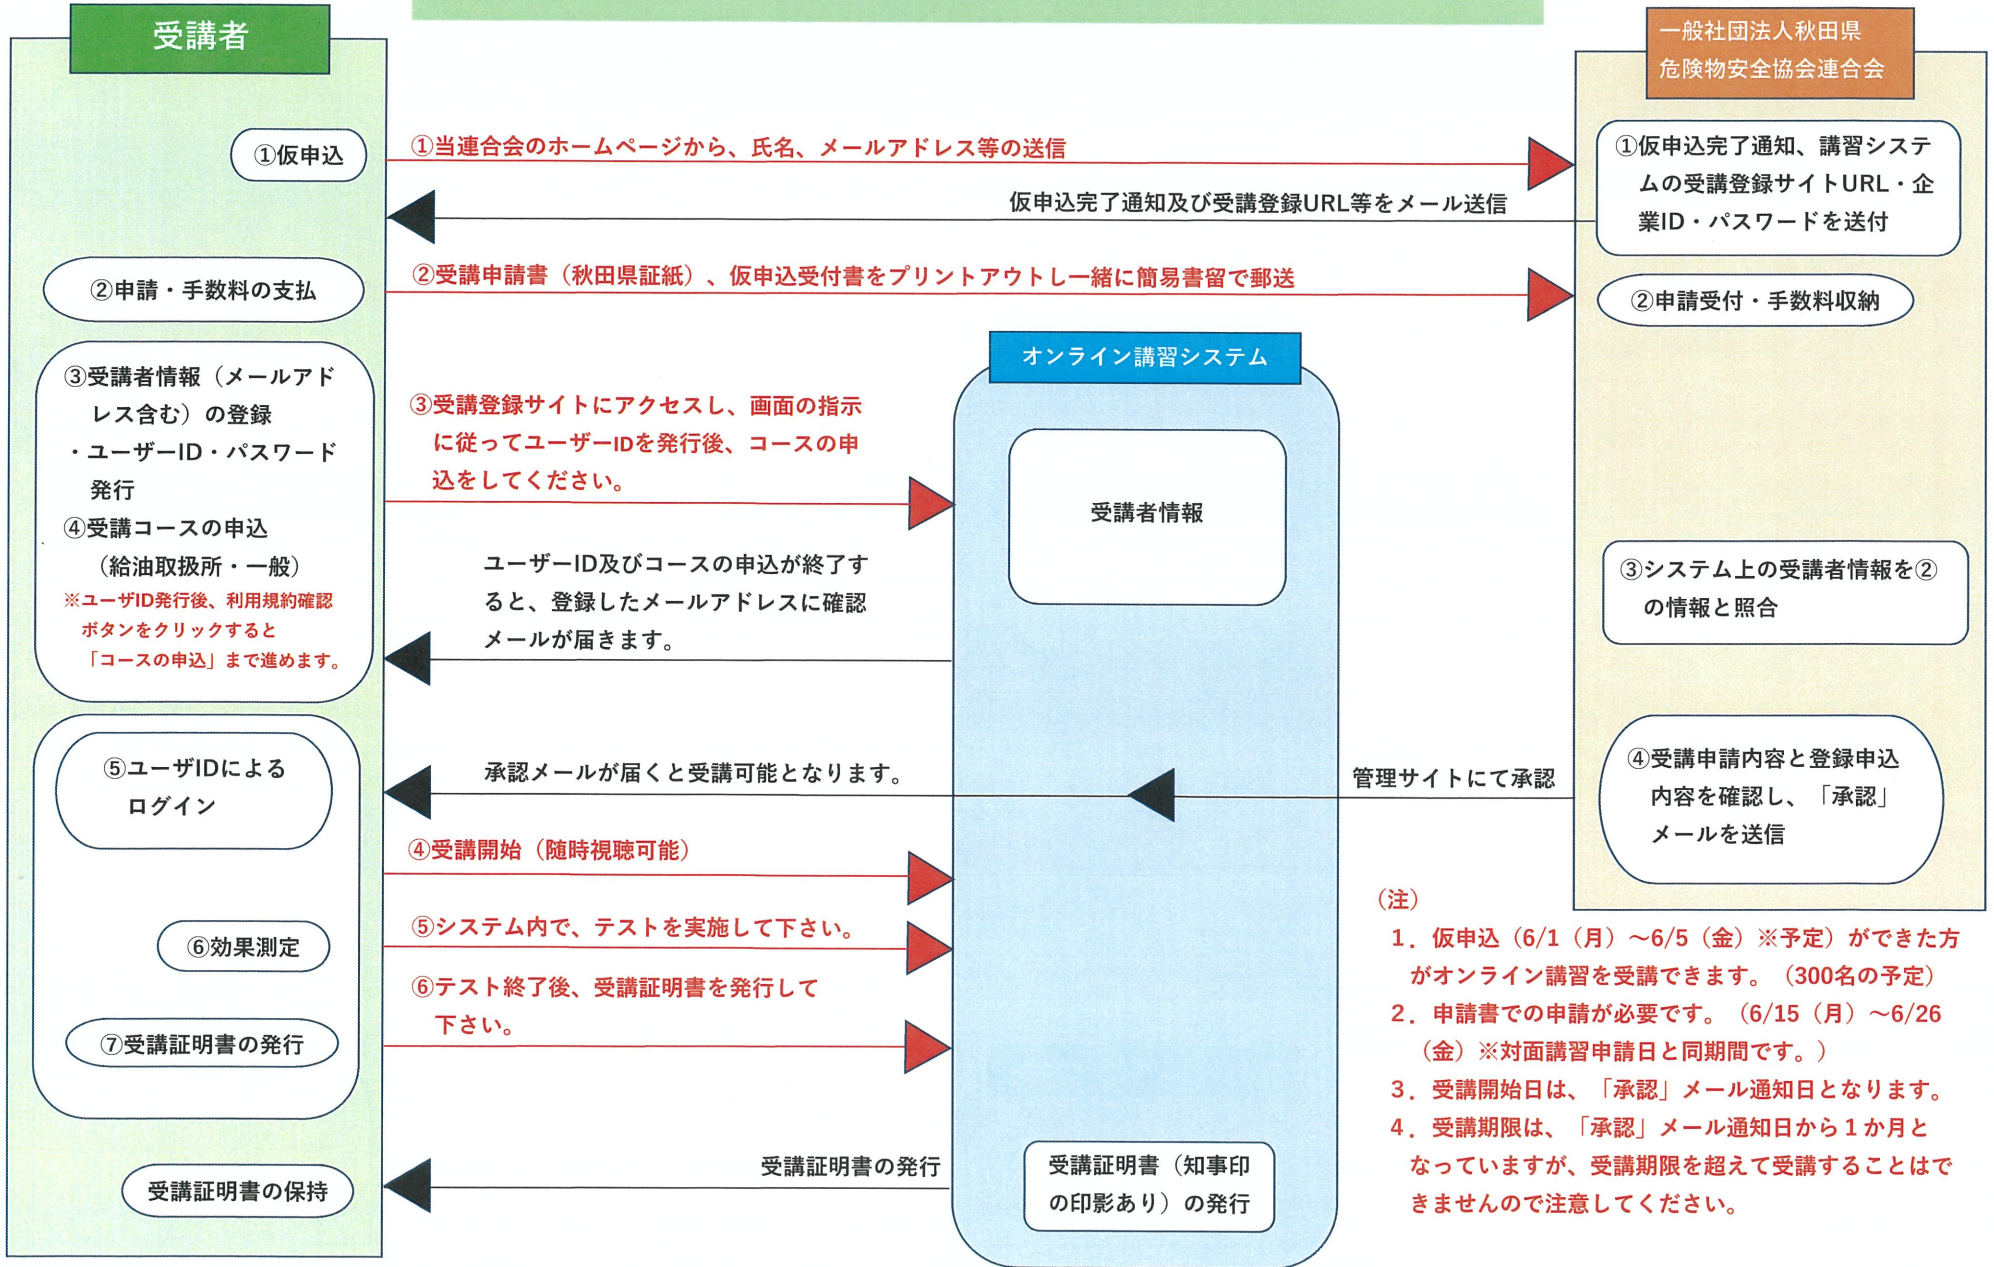 受講者
一般社団法人秋田県
危険物安全協会連合会
①仮申込
①当連合会のホームページから、氏名、メールアドレス等の送信
①仮申込完了通知、講習システ
ムの受講登録サイトURL・企
業ID・パスワードを送付
仮申込完了通知及び受講登録URL等をメール送信
②申請・手数料の支払
②受講申請書（秋田県証紙）、仮申込受付書をプリントアウトし一緒に簡易書留で郵送
②申請受付・手数料収納
オンライン講習システム
③受講者情報（メールアド
レス含む）の登録
・ユーザーID・パスワード
発行
④受講コースの申込
（給油取扱所・一般）
※ユーザID発行後、利用規約確認
ボタンをクリックすると
「コースの申込」まで進めます。
③受講登録サイトにアクセスし、画面の指示
に従ってユーザーIDを発行後、コースの申
込をしてください。
受講者情報
ユーザーID及びコースの申込が終了す
ると、登録したメールアドレスに確認
メールが届きます。
③システム上の受講者情報を②
の情報と照合
⑤ユーザIDによる
ログイン
承認メールが届くと受講可能となります。
管理サイトにて承認
④受講申請内容と登録申込
内容を確認し、「承認」
メールを送信
④受講開始（随時視聴可能）
⑥効果測定
⑤システム内で、テストを実施して下さい。
⑥テスト終了後、受講証明書を発行して
下さい。
⑦受講証明書の発行
（注）
1．仮申込（6/1（月）～6/5（金）※予定）ができた方
がオンライン講習を受講できます。（300名の予定）
2．申請書での申請が必要です。（6/15（月）～6/26
（金）※対面講習申請日と同期間です。）
3．受講開始日は、「承認」メール通知日となります。
4．受講期限は、「承認」メール通知日から１か月と
なっていますが、受講期限を超えて受講することはで
きませんので注意してください。
受講証明書の発行
受講証明書（知事印
の印影あり）の発行
受講証明書の保持